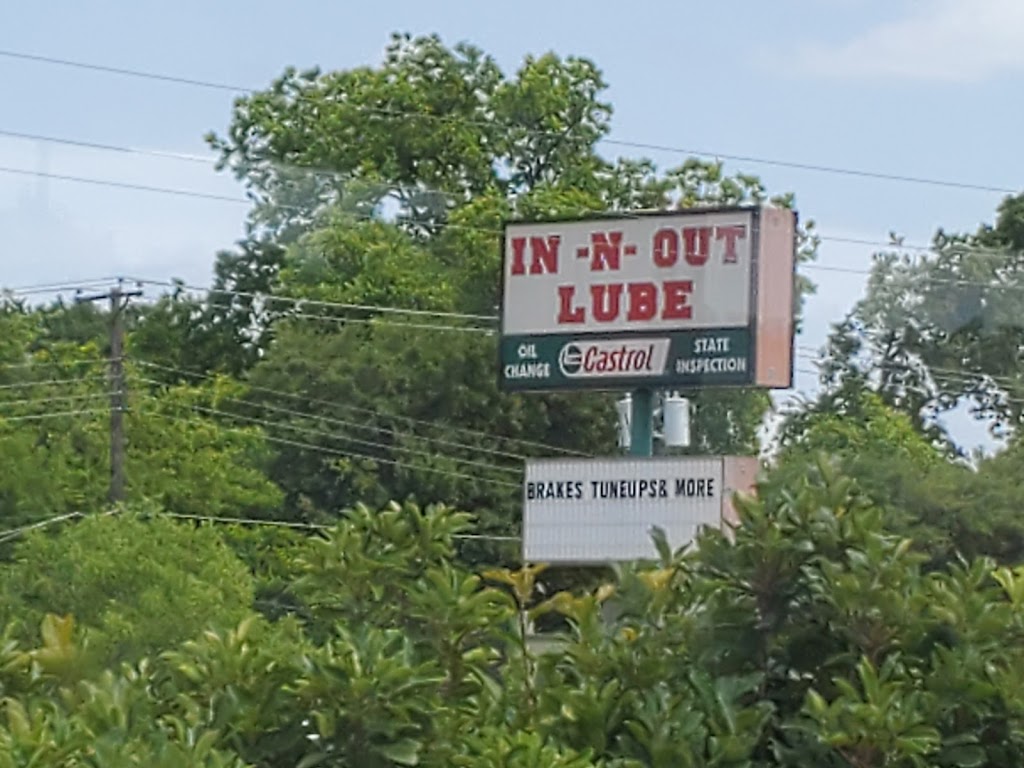 IN -N- OUT
LUBE
OIL CHANGE
Castrol
STATE INSPECTION
BRAKES TUNEUPS& MORE